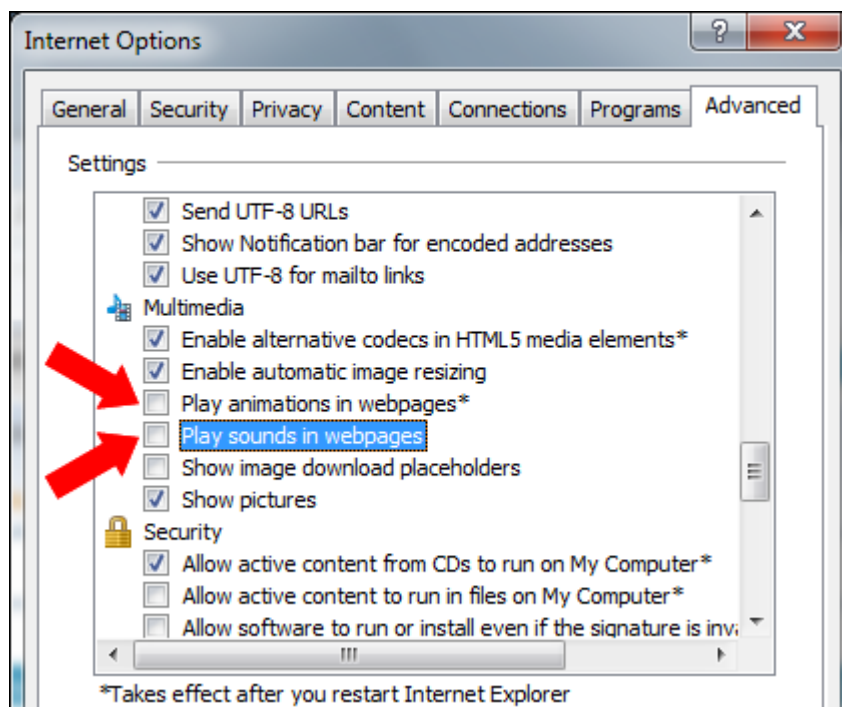 Internet Options
General Security Privacy Content Connections Programs Advanced
Settings
Send UTF-8 URLs
Show Notification bar for encoded addresses
Use UTF-8 for mailto links
Multimedia
Enable alternative codecs in HTML5 media elements*
Enable automatic image resizing
Play animations in webpages*
Play sounds in webpages
Show image download placeholders
Show pictures
Security
Allow active content from CDs to run on My Computer*
Allow active content to run in files on My Computer*
Allow software to run or install even if the signature is
*Takes effect after you restart Internet Explorer